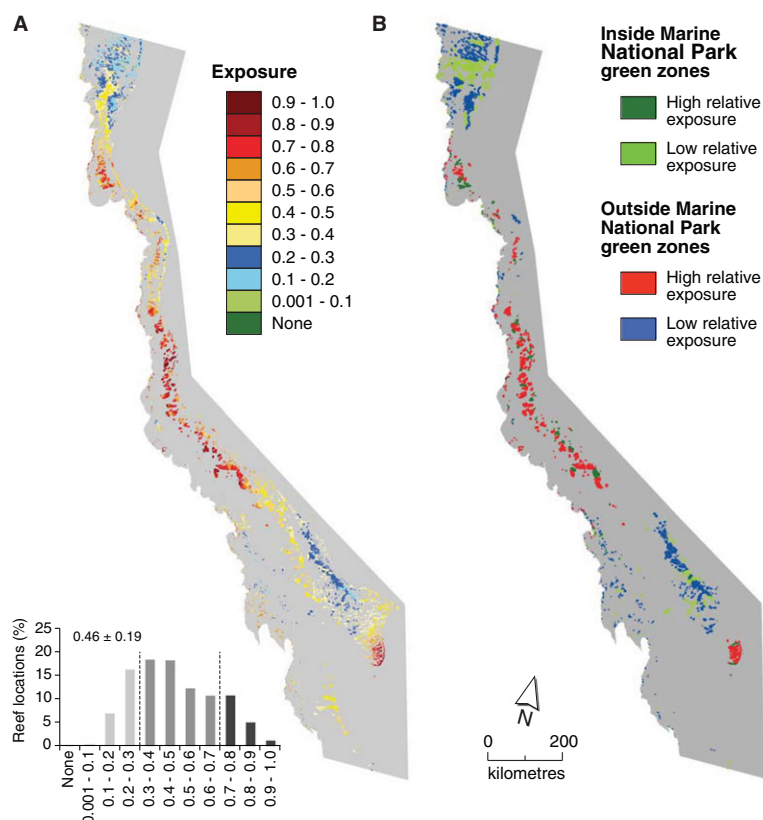 A
Exposure
0.9 - 1.0
0.8 - 0.9
0.7 - 0.8
0.6 - 0.7
0.5 - 0.6
0.4 - 0.5
0.3 - 0.4
0.2 - 0.3
0.1 - 0.2
0.001 - 0.1
None
0.46 ± 0.19
Reef locations (%)
25
20
15
10
5
0
None
0.001 - 0.1
0.1 - 0.2
0.2 - 0.3
0.3 - 0.4
0.4 - 0.5
0.5 - 0.6
0.6 - 0.7
0.7 - 0.8
0.8 - 0.9
0.9 - 1.0
B
Inside Marine
National Park
green zones
High relative
exposure
Low relative
exposure
Outside Marine
National Park
green zones
High relative
exposure
Low relative
exposure
N
0 200
kilometres